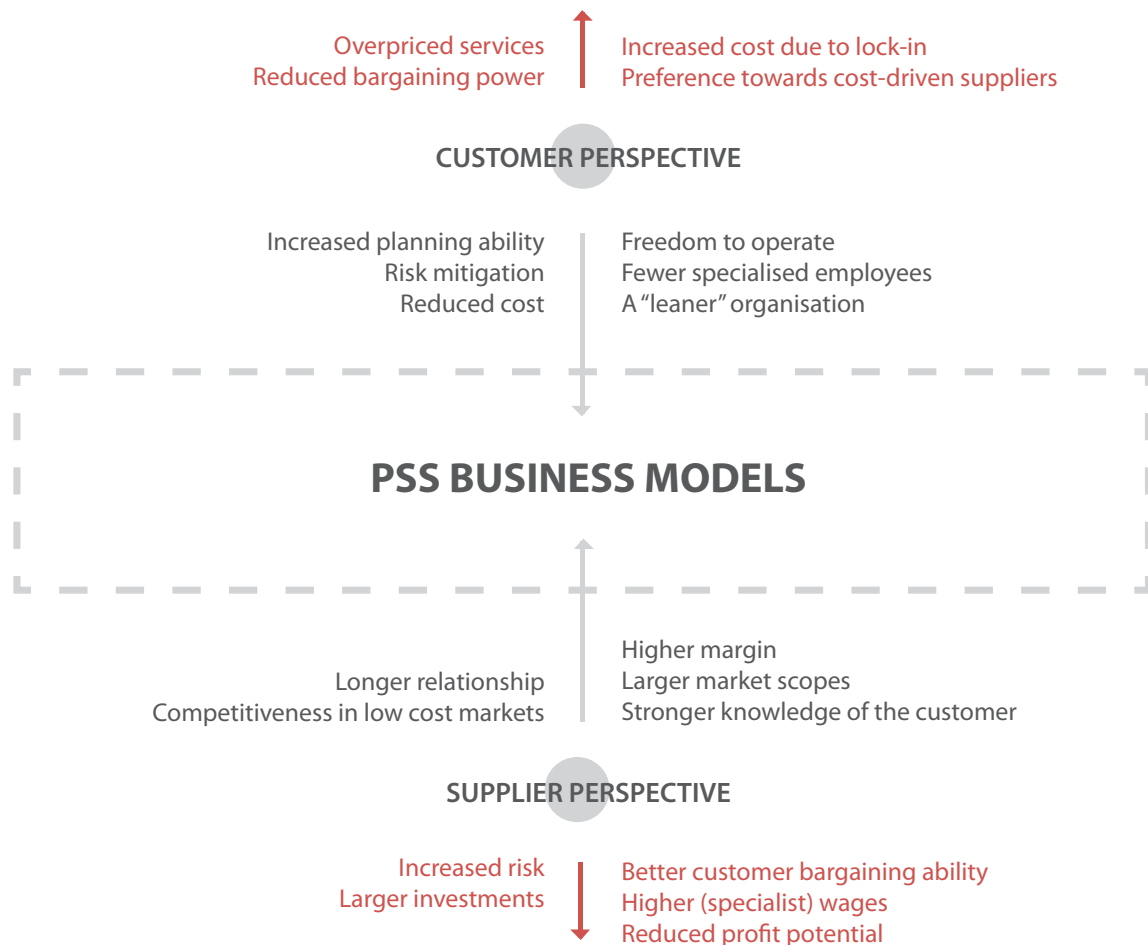 Overpriced services
Reduced bargaining power
Increased cost due to lock-in
Preference towards cost-driven suppliers
CUSTOMER PERSPECTIVE
Increased planning ability
Risk mitigation
Reduced cost
Freedom to operate
Fewer specialised employees
A “leaner” organisation
PSS BUSINESS MODELS
Longer relationship
Competitiveness in low cost markets
Higher margin
Larger market scopes
Stronger knowledge of the customer
SUPPLIER PERSPECTIVE
Increased risk
Larger investments
Better customer bargaining ability
Higher (specialist) wages
Reduced profit potential